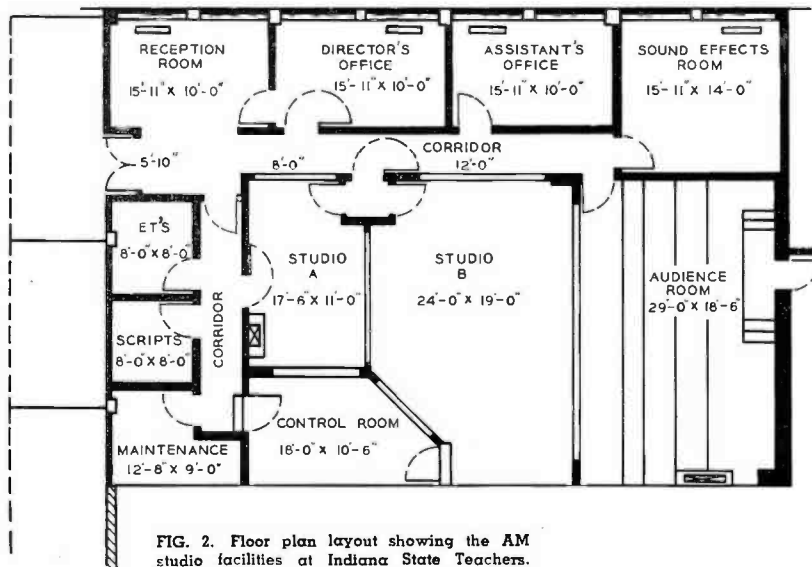 RECEPTION
ROOM
15'-11" X 10'-0"
DIRECTOR'S
OFFICE
15'-11" X 10'-0"
ASSISTANT'S
OFFICE
15'-11" X 10'-0"
SOUND EFFECTS
ROOM
15'-11" X 14'-0"
5'-10"
8'-0"
CORRIDOR
12'-0"
ET'S
8'-0" X 8'-0"
SCRIPTS
8'-0" X 8'-0"
CORRIDOR
STUDIO
A
17'-6" X 11'-0"
STUDIO
B
24'-0" X 19'-0"
AUDIENCE
ROOM
29'-0" X 18'-6"
MAINTENANCE
12'-8" X 9'-0"
CONTROL ROOM
18'-0" X 10'-6"
FIG. 2. Floor plan layout showing the AM
studio facilities at Indiana State Teachers.